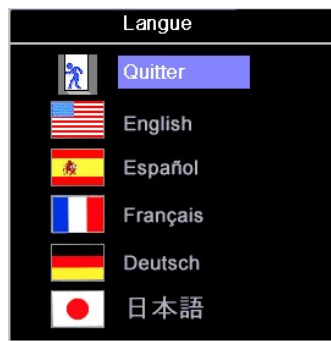 Langue
Quitter
English
Español
Français
Deutsch
日本語